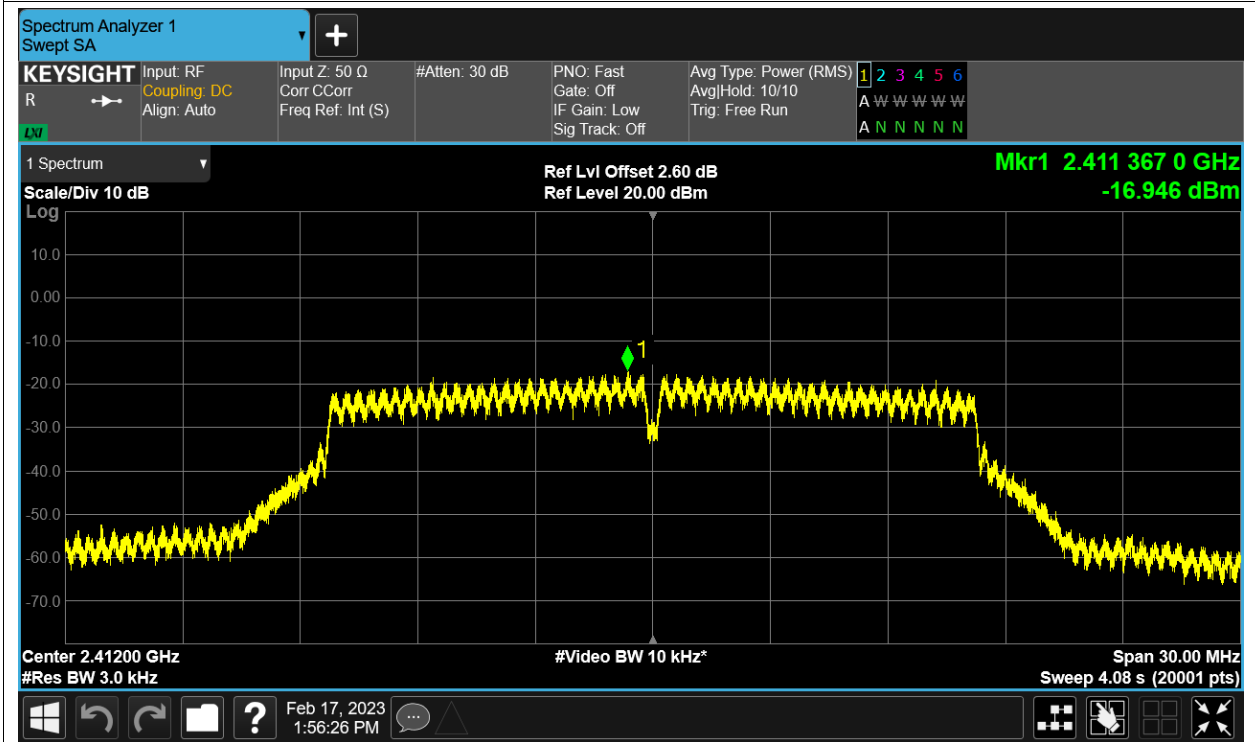 Spectrum Analyzer 1
Swept SA
KEYSIGHT
R
LXI
Input: RF
Coupling: DC
Align: Auto
Input Z: 50 Ω
Corr CCorr
Freq Ref: Int (S)
#Atten: 30 dB
PNO: Fast
Gate: Off
IF Gain: Low
Sig Track: Off
Avg Type: Power (RMS)
Avg|Hold: 10/10
Trig: Free Run
1 2 3 4 5 6
A W W W W W
A N N N N N
1 Spectrum
Scale/Div 10 dB
Log
Ref Lvl Offset 2.60 dB
Ref Level 20.00 dBm
Mkr1 2.411 367 0 GHz
-16.946 dBm
10.0
0.00
-10.0
1
-20.0
-30.0
-40.0
-50.0
-60.0
-70.0
Center 2.41200 GHz
#Res BW 3.0 kHz
#Video BW 10 kHz*
Span 30.00 MHz
Sweep 4.08 s (20001 pts)
?
Feb 17, 2023
1:56:26 PM